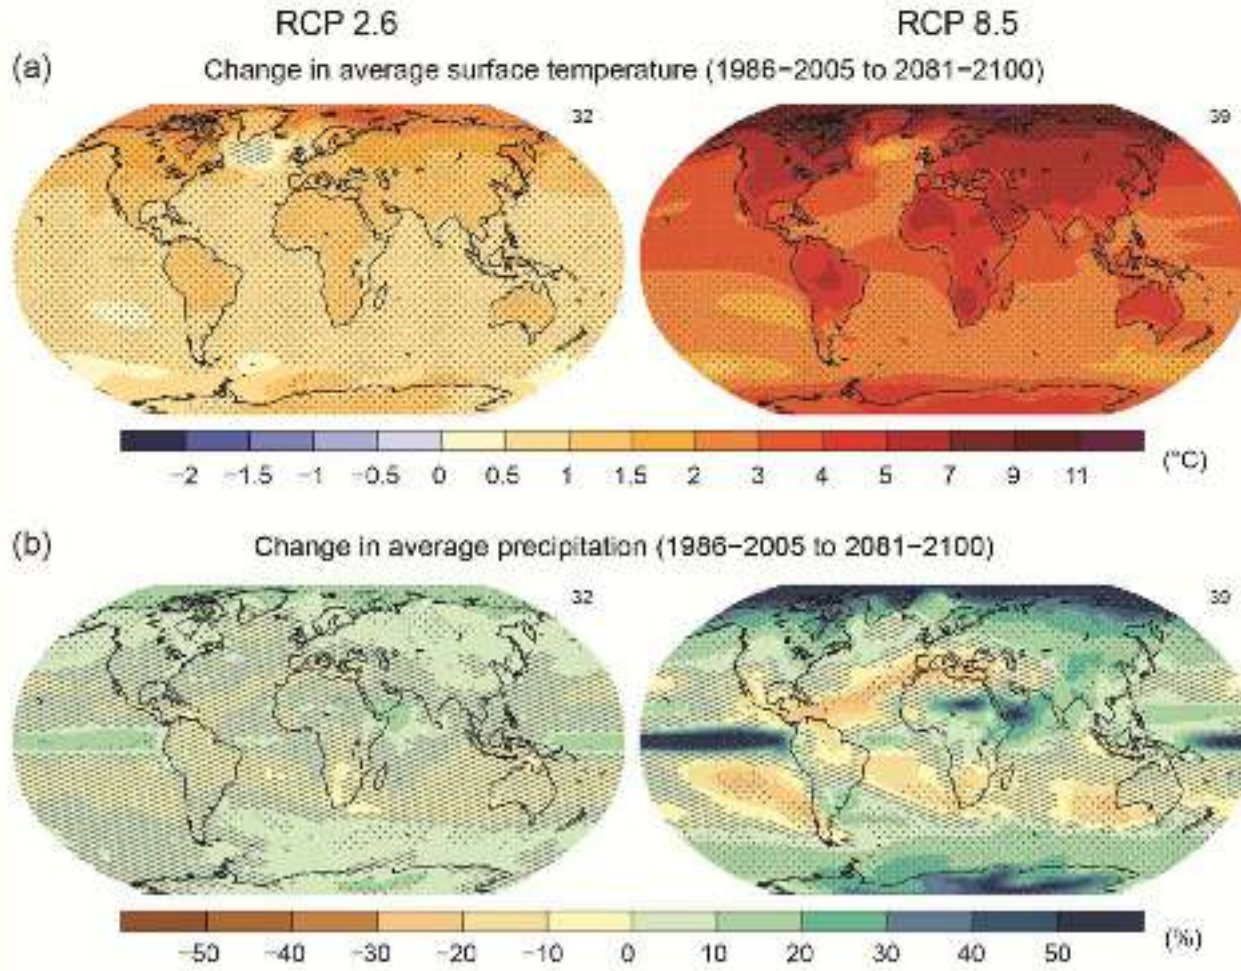 RCP 2.6
RCP 8.5
(a)
Change in average surface temperature (1986−2005 to 2081−2100)
32
39
−2 −1.5 −1 −0.5 0 0.5 1 1.5 2 3 4 5 7 9 11 (°C)
(b)
Change in average precipitation (1986−2005 to 2081−2100)
32
39
−50 −40 −30 −20 −10 0 10 20 30 40 50 (%)